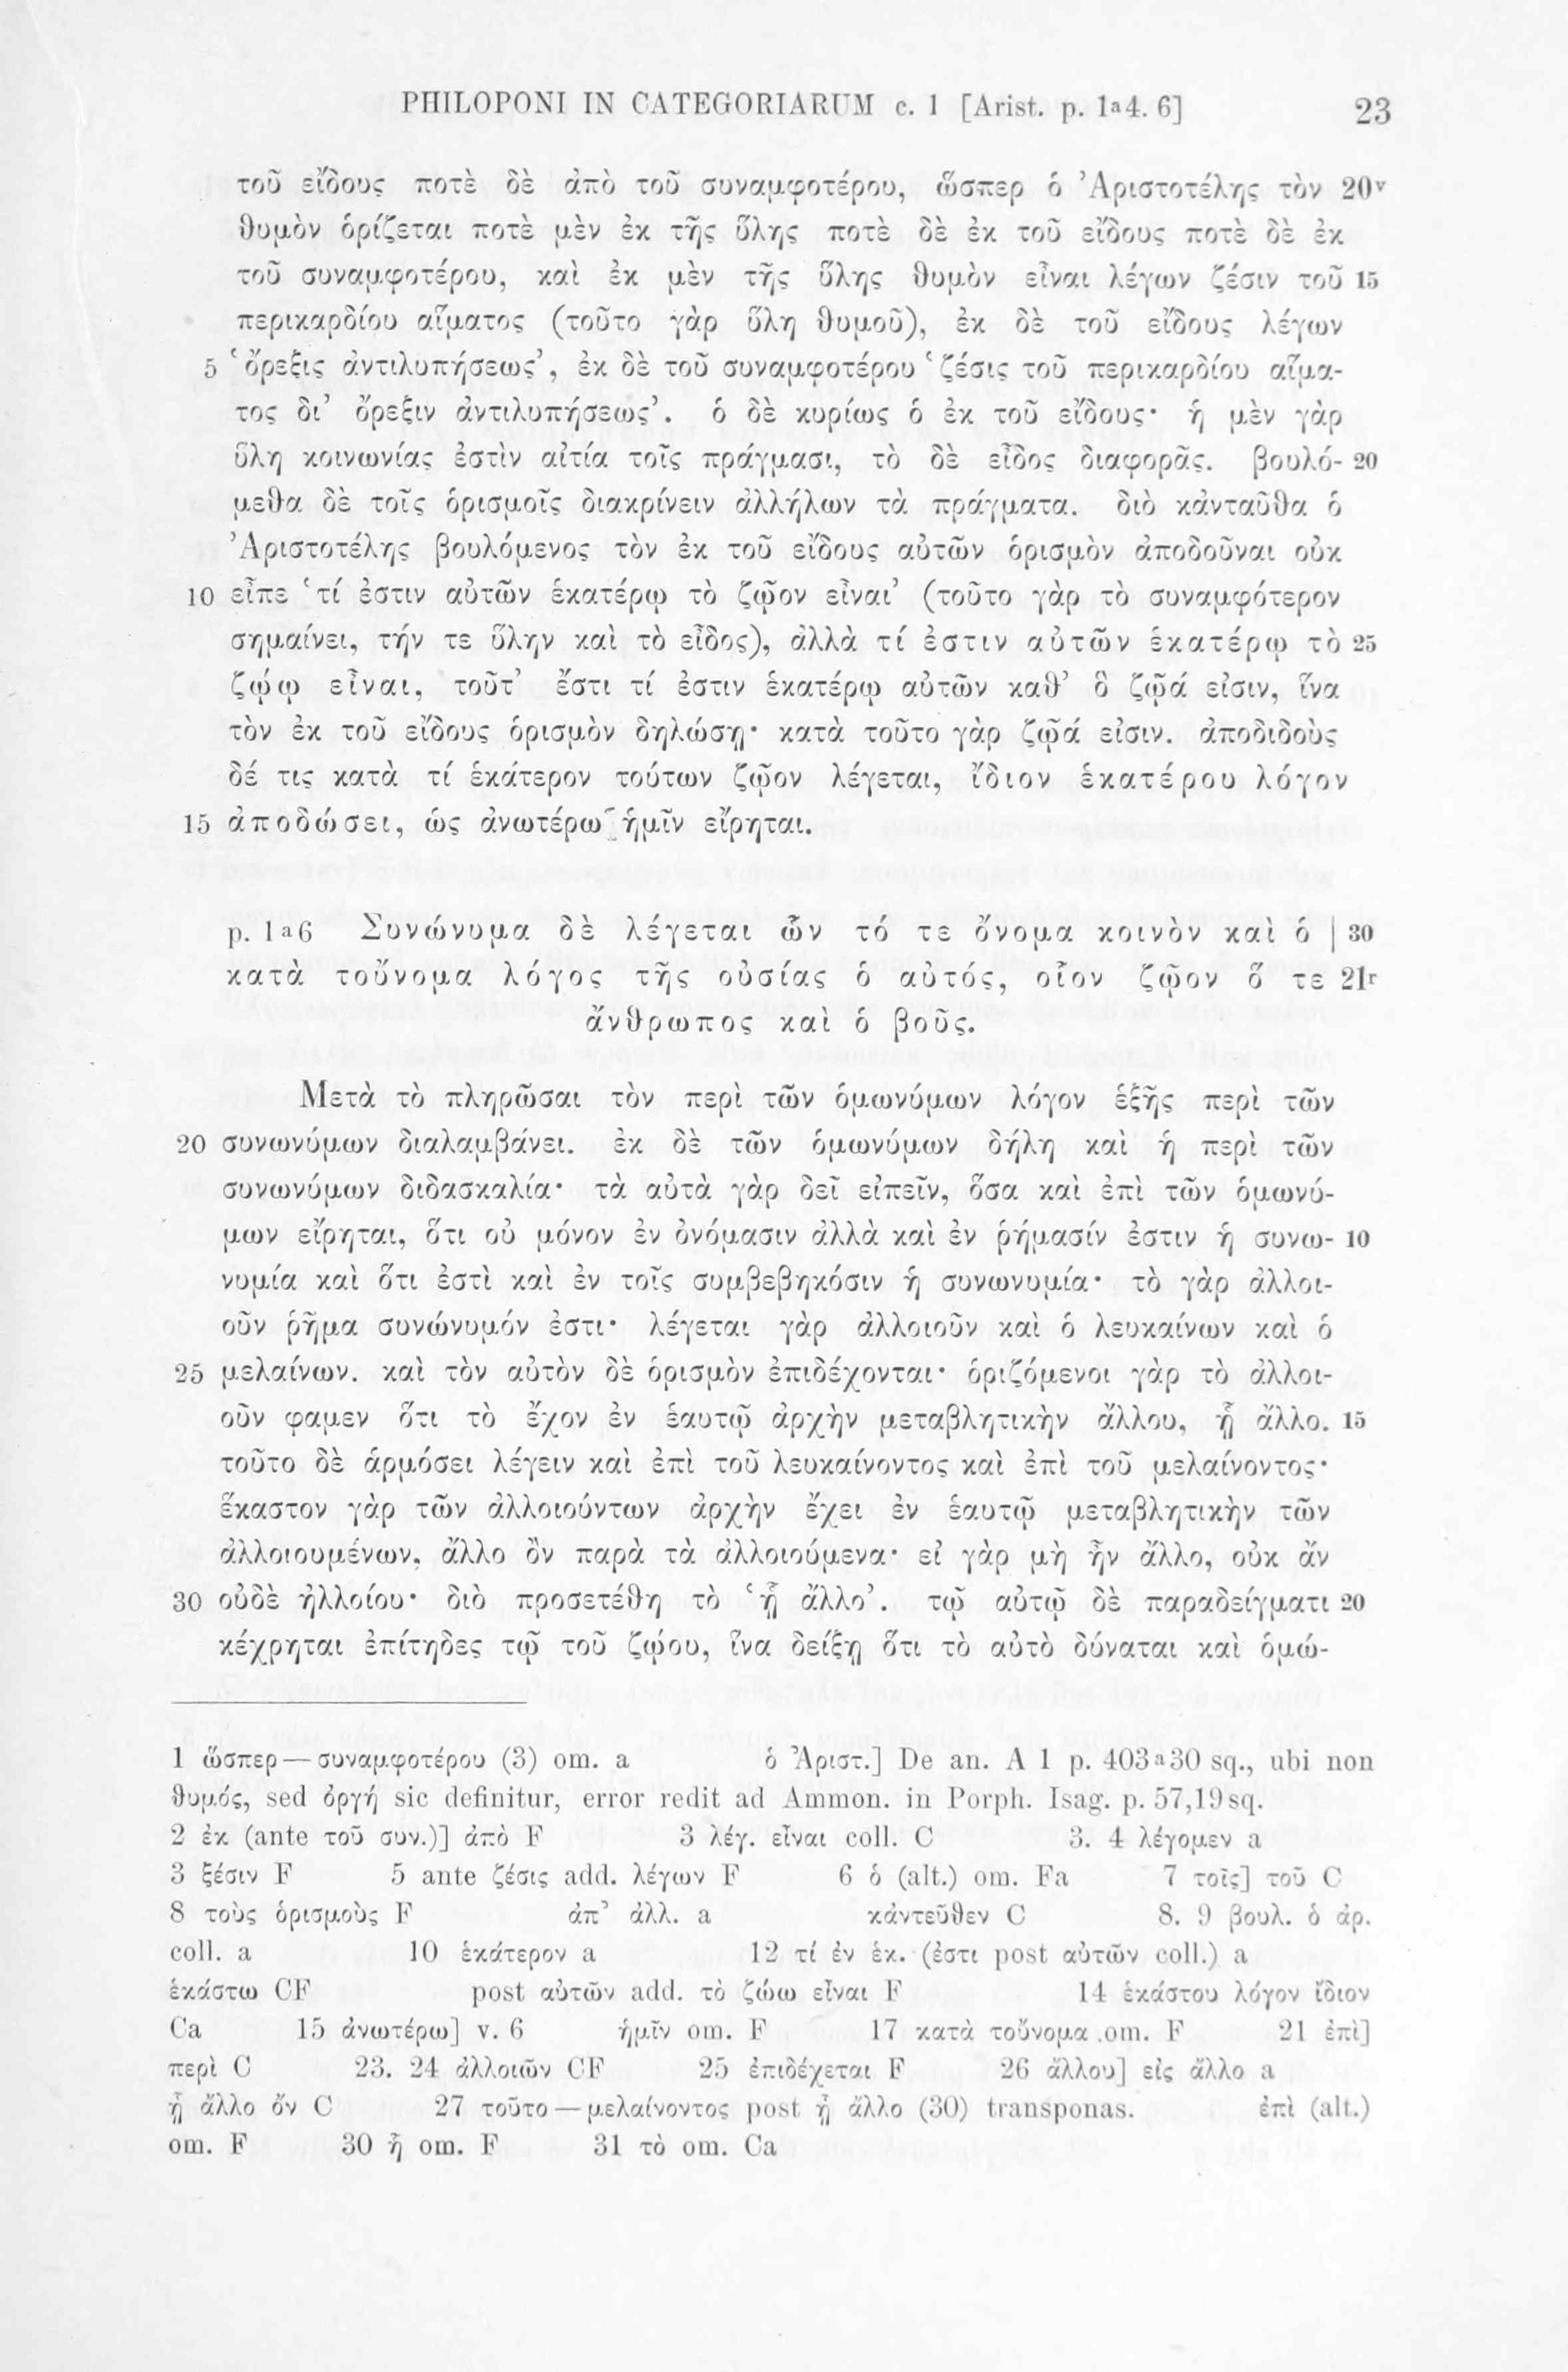 PHILOPONI IN CATEGORIARUM c. 1 [Arist. p. 1ᵃ4. 6] 23
τοῦ εἴδους ποτὲ δὲ ἀπὸ τοῦ συναμφοτέρου, ὥσπερ ὁ Ἀριστοτέλης τὸν 20ᵛ
θυμὸν ὁρίζεται ποτὲ μὲν ἐκ τῆς ὕλης ποτὲ δὲ ἐκ τοῦ εἴδους ποτὲ δὲ ἐκ
τοῦ συναμφοτέρου, καὶ ἐκ μὲν τῆς ὕλης θυμὸν εἶναι λέγων ζέσιν τοῦ 15
περικαρδίου αἵματος (τοῦτο γὰρ ὕλη θυμοῦ), ἐκ δὲ τοῦ εἴδους λέγων
5 ‘ὄρεξις ἀντιλυπήσεως’, ἐκ δὲ τοῦ συναμφοτέρου ‘ζέσις τοῦ περικαρδίου αἵμα-
τος δι’ ὄρεξιν ἀντιλυπήσεως’. ὁ δὲ κυρίως ὁ ἐκ τοῦ εἴδους· ἡ μὲν γὰρ
ὕλη κοινωνίας ἐστὶν αἰτία τοῖς πράγμασι, τὸ δὲ εἶδος διαφορᾶς. βουλό- 20
μεθα δὲ τοῖς ὁρισμοῖς διακρίνειν ἀλλήλων τὰ πράγματα. διὸ κἀνταῦθα ὁ
Ἀριστοτέλης βουλόμενος τὸν ἐκ τοῦ εἴδους αὐτῶν ὁρισμὸν ἀποδοῦναι οὐκ
10 εἶπε ‘τί ἐστιν αὐτῶν ἑκατέρῳ τὸ ζῷον εἶναι’ (τοῦτο γὰρ τὸ συναμφότερον
σημαίνει, τήν τε ὕλην καὶ τὸ εἶδος), ἀλλὰ τί ἐστιν αὐτῶν ἑκατέρῳ τὸ 25
ζῴῳ εἶναι, τοῦτ’ ἔστι τί ἐστιν ἑκατέρῳ αὐτῶν καθ’ ὃ ζῷά εἰσιν, ἵνα
τὸν ἐκ τοῦ εἴδους ὁρισμὸν δηλώσῃ· κατὰ τοῦτο γὰρ ζῷά εἰσιν. ἀποδιδοὺς
δέ τις κατὰ τί ἑκάτερον τούτων ζῷον λέγεται, ἴδιον ἑκατέρου λόγον
15 ἀποδώσει, ὡς ἀνωτέρω ἡμῖν εἴρηται.
p. 1ᵃ6 Συνώνυμα δὲ λέγεται ὧν τό τε ὄνομα κοινὸν καὶ ὁ | 30
κατὰ τοὔνομα λόγος τῆς οὐσίας ὁ αὐτός, οἷον ζῷον ὅ τε 21ʳ
ἄνθρωπος καὶ ὁ βοῦς.
Μετὰ τὸ πληρῶσαι τὸν περὶ τῶν ὁμωνύμων λόγον ἑξῆς περὶ τῶν
20 συνωνύμων διαλαμβάνει. ἐκ δὲ τῶν ὁμωνύμων δήλη καὶ ἡ περὶ τῶν
συνωνύμων διδασκαλία· τὰ αὐτὰ γὰρ δεῖ εἰπεῖν, ὅσα καὶ ἐπὶ τῶν ὁμωνύ-
μων εἴρηται, ὅτι οὐ μόνον ἐν ὀνόμασιν ἀλλὰ καὶ ἐν ῥήμασίν ἐστιν ἡ συνω- 10
νυμία καὶ ὅτι ἐστὶ καὶ ἐν τοῖς συμβεβηκόσιν ἡ συνωνυμία· τὸ γὰρ ἀλλοι-
οῦν ῥῆμα συνώνυμόν ἐστι· λέγεται γὰρ ἀλλοιοῦν καὶ ὁ λευκαίνων καὶ ὁ
25 μελαίνων. καὶ τὸν αὐτὸν δὲ ὁρισμὸν ἐπιδέχονται· ὁριζόμενοι γὰρ τὸ ἀλλοι-
οῦν φαμεν ὅτι τὸ ἔχον ἐν ἑαυτῷ ἀρχὴν μεταβλητικὴν ἄλλου, ᾗ ἄλλο. 15
τοῦτο δὲ ἁρμόσει λέγειν καὶ ἐπὶ τοῦ λευκαίνοντος καὶ ἐπὶ τοῦ μελαίνοντος·
ἕκαστον γὰρ τῶν ἀλλοιούντων ἀρχὴν ἔχει ἐν ἑαυτῷ μεταβλητικὴν τῶν
ἀλλοιουμένων, ἄλλο ὂν παρὰ τὰ ἀλλοιούμενα· εἰ γὰρ μὴ ἦν ἄλλο, οὐκ ἂν
30 οὐδὲ ἠλλοίου· διὸ προσετέθη τὸ ‘ᾗ ἄλλο’. τῷ αὐτῷ δὲ παραδείγματι 20
κέχρηται ἐπίτηδες τῷ τοῦ ζῴου, ἵνα δείξῃ ὅτι τὸ αὐτὸ δύναται καὶ ὁμώ-
1 ὥσπερ — συναμφοτέρου (3) om. a ὁ Ἀριστ.] De an. A 1 p. 403ᵃ30 sq., ubi non
θυμός, sed ὀργή sic definitur, error redit ad Ammon. in Porph. Isag. p. 57,19 sq.
2 ἐκ (ante τοῦ συν.)] ἀπὸ F 3 λέγ. εἶναι coll. C 3. 4 λέγομεν a
3 ξέσιν F 5 ante ζέσις add. λέγων F 6 ὁ (alt.) om. Fa 7 τοῖς] τοῦ C
8 τοὺς ὁρισμοὺς F ἀπ’ ἀλλ. a κἀντεῦθεν C 8. 9 βουλ. ὁ ἀρ.
coll. a 10 ἑκάτερον a 12 τί ἐν ἑκ. (ἐστι post αὐτῶν coll.) a
ἑκάστω CF post αὐτῶν add. τὸ ζώω εἶναι F 14 ἑκάστου λόγον ἴδιον
Ca 15 ἀνωτέρω] v. 6 ἡμῖν om. F 17 κατὰ τοὔνομα om. F 21 ἐπὶ]
περὶ C 23. 24 ἀλλοιῶν CF 25 ἐπιδέχεται F 26 ἄλλου] εἰς ἄλλο a
ᾗ ἄλλο ὄν C 27 τοῦτο — μελαίνοντος post ᾗ ἄλλο (30) transponas. ἐπὶ (alt.)
om. F 30 ᾗ om. F 31 τὸ om. Ca